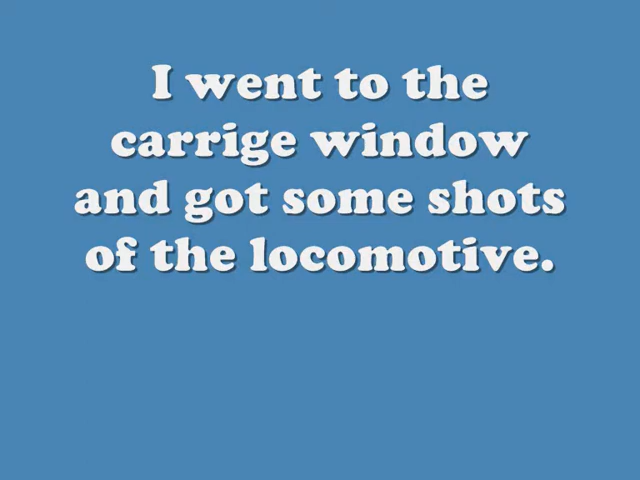 I went to the
carrige window
and got some shots
of the locomotive.